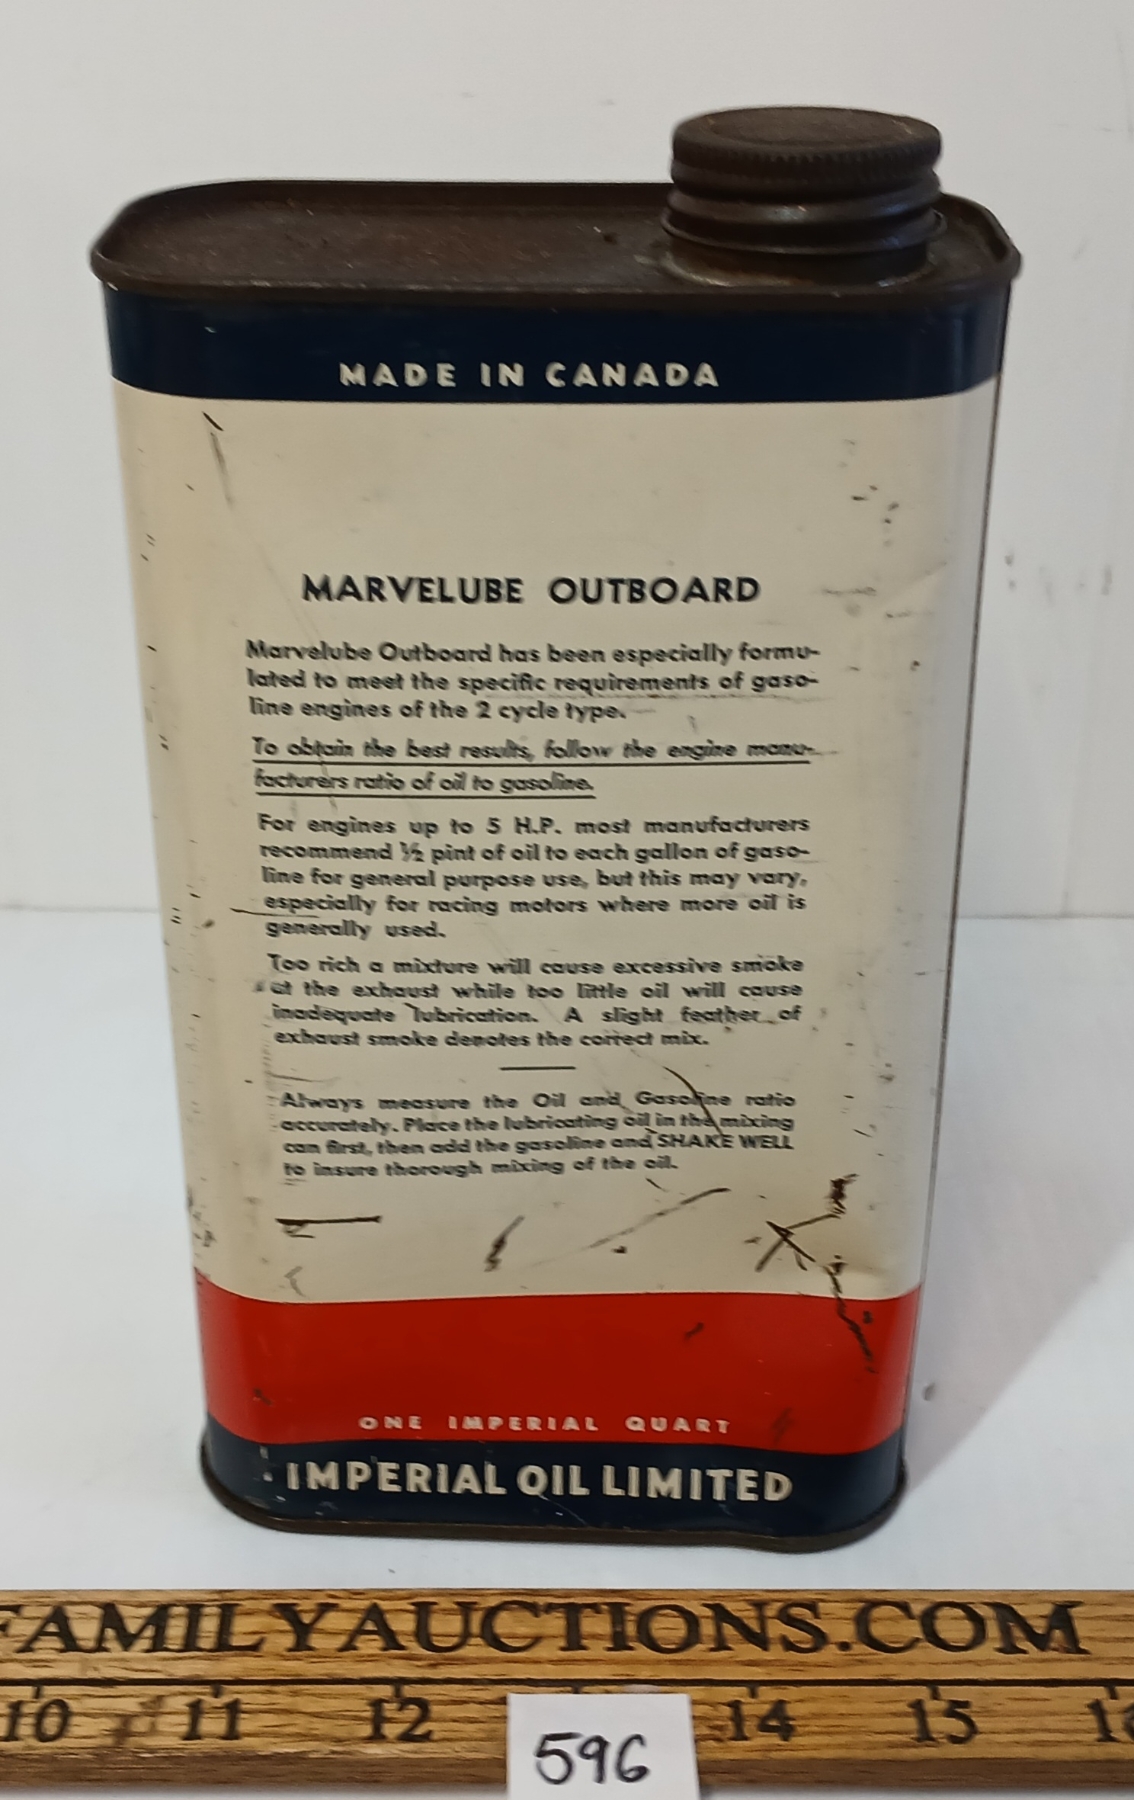 MADE IN CANADA
MARVELUBE OUTBOARD
Marvelube Outboard has been especially formu-
lated to meet the specific requirements of gaso-
line engines of the 2 cycle type.
To obtain the best results, follow the engine manu-
facturers ratio of oil to gasoline.
For engines up to 5 H.P. most manufacturers
recommend ½ pint of oil to each gallon of gaso-
line for general purpose use, but this may vary,
especially for racing motors where more oil is
generally used.
Too rich a mixture will cause excessive smoke
at the exhaust while too little oil will cause
inadequate lubrication. A slight feather of
exhaust smoke denotes the correct mix.
Always measure the Oil and Gasoline ratio
accurately. Place the lubricating oil in the mixing
can first, then add the gasoline and SHAKE WELL
to insure thorough mixing of the oil.
ONE IMPERIAL QUART
IMPERIAL OIL LIMITED
FAMILYAUCTIONS.COM
10 11 12 14 15
596